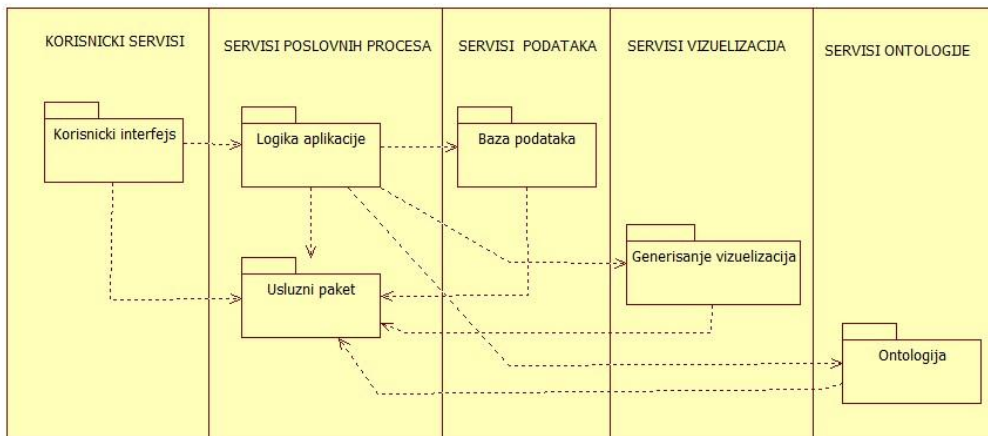 KORISNICKI SERVISI
SERVISI POSLOVNIH PROCESA
SERVISI PODATAKA
SERVISI VIZUELIZACIJA
SERVISI ONTOLOGIJE
Korisnicki interfejs
Logika aplikacije
Baza podataka
Generisanje vizuelizacija
Usluzni paket
Ontologija